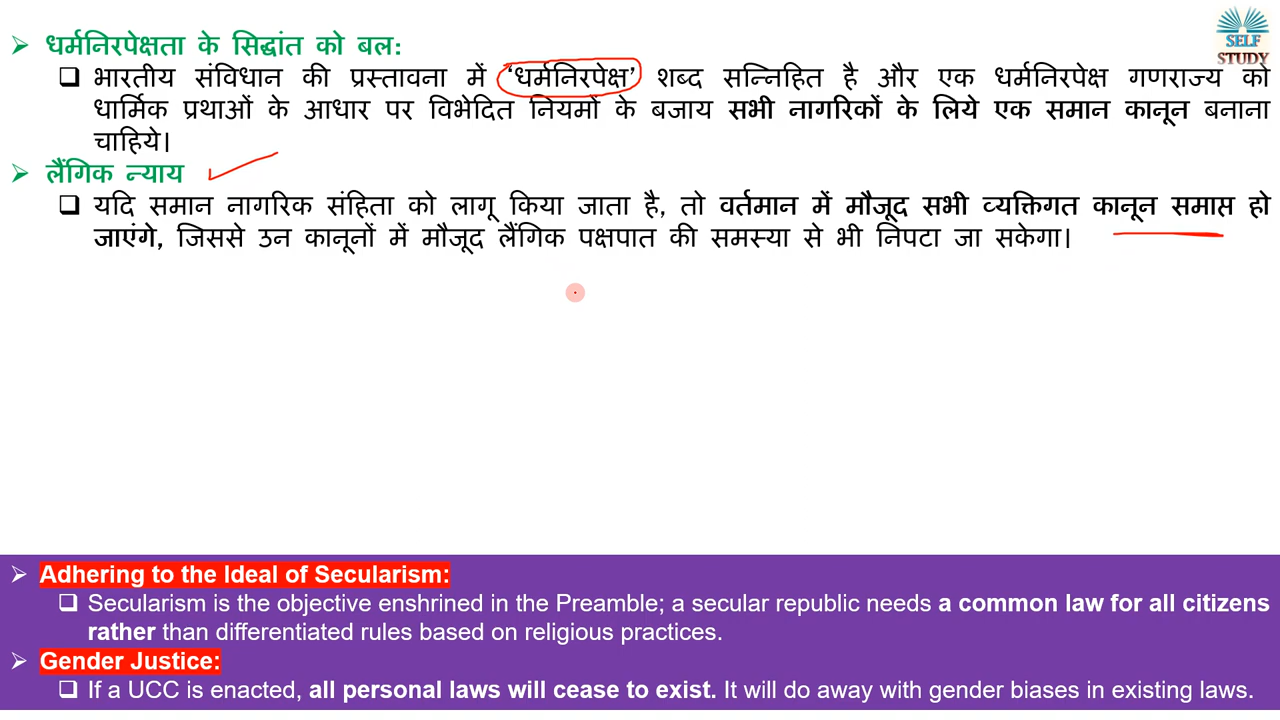 SELF
STUDY
➢ धर्मनिरपेक्षता के सिद्धांत को बल:
❑ भारतीय संविधान की प्रस्तावना में ‘धर्मनिरपेक्ष’ शब्द सन्निहित है और एक धर्मनिरपेक्ष गणराज्य को
धार्मिक प्रथाओं के आधार पर विभेदित नियमों के बजाय सभी नागरिकों के लिये एक समान कानून बनाना
चाहिये।
➢ लैंगिक न्याय
❑ यदि समान नागरिक संहिता को लागू किया जाता है, तो वर्तमान में मौजूद सभी व्यक्तिगत कानून समाप्त हो
जाएंगे, जिससे उन कानूनों में मौजूद लैंगिक पक्षपात की समस्या से भी निपटा जा सकेगा।
➢ Adhering to the Ideal of Secularism:
❑ Secularism is the objective enshrined in the Preamble; a secular republic needs a common law for all citizens
rather than differentiated rules based on religious practices.
➢ Gender Justice:
❑ If a UCC is enacted, all personal laws will cease to exist. It will do away with gender biases in existing laws.